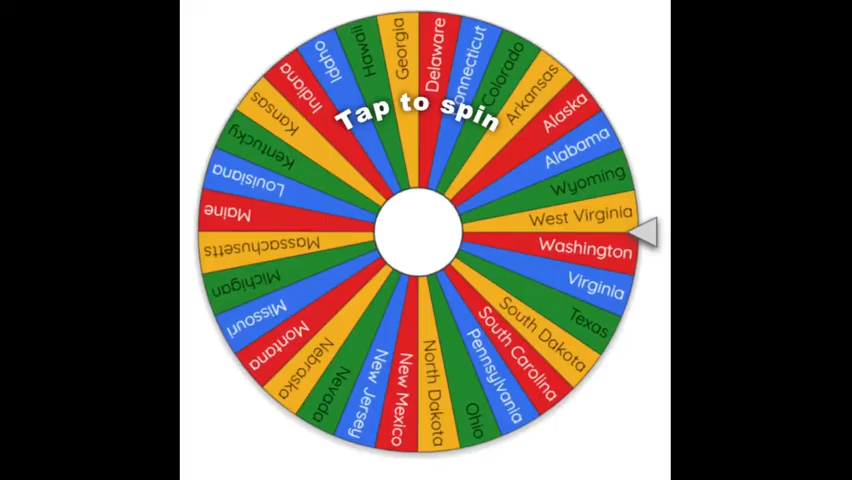 Tap to spin
Georgia
Delaware
Connecticut
Colorado
Arkansas
Alaska
Alabama
Wyoming
West Virginia
Washington
Virginia
Texas
South Dakota
South Carolina
Pennsylvania
Ohio
North Dakota
New Mexico
New Jersey
Nevada
Nebraska
Montana
Missouri
Michigan
Massachusetts
Maine
Louisiana
Kentucky
Kansas
Indiana
Idaho
Hawaii